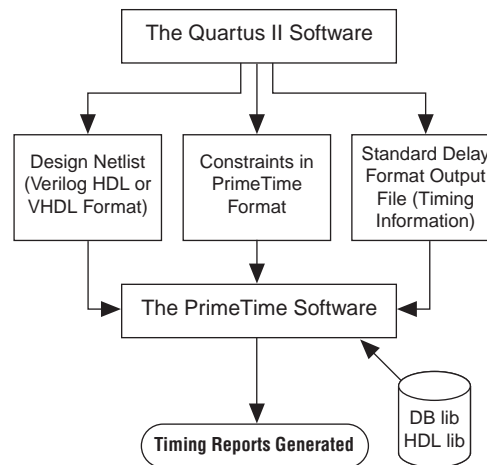 The Quartus II Software
Design Netlist
(Verilog HDL or
VHDL Format)
Constraints in
PrimeTime
Format
Standard Delay
Format Output
File (Timing
Information)
The PrimeTime Software
DB lib
HDL lib
Timing Reports Generated